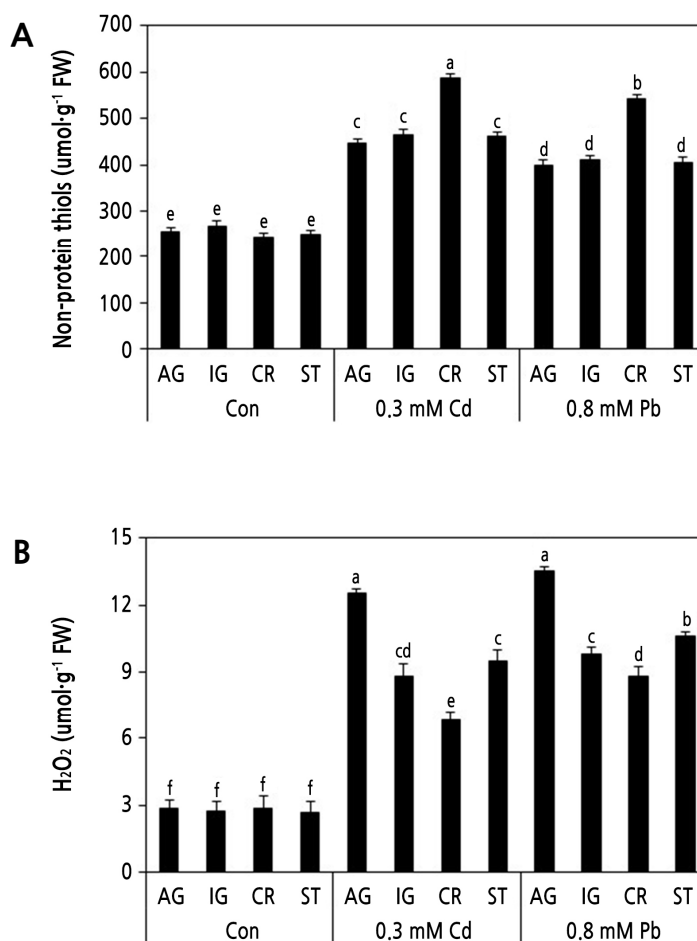 A
Non-protein thiols (umol·g⁻¹ FW)
700
600
500
400
300
200
100
0
e e e e c c a c d d b d
AG IG CR ST AG IG CR ST AG IG CR ST
Con 0.3 mM Cd 0.8 mM Pb
B
H₂O₂ (umol·g⁻¹ FW)
15
12
9
6
3
0
f f f f a cd e c a c d b
AG IG CR ST AG IG CR ST AG IG CR ST
Con 0.3 mM Cd 0.8 mM Pb